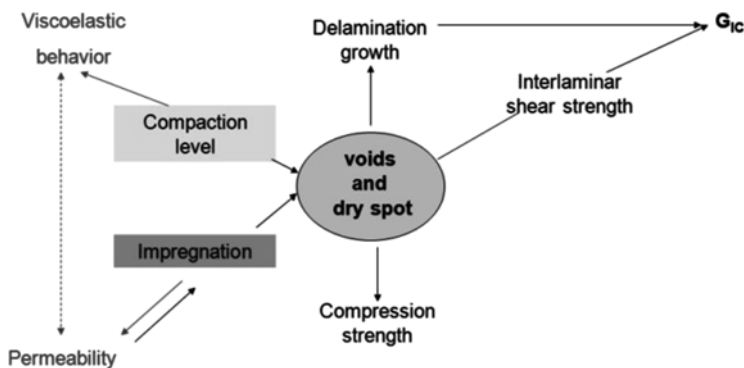 Viscoelastic
behavior
Delamination
growth
G_IC
Interlaminar
shear strength
Compaction
level
voids
and
dry spot
Impregnation
Compression
strength
Permeability